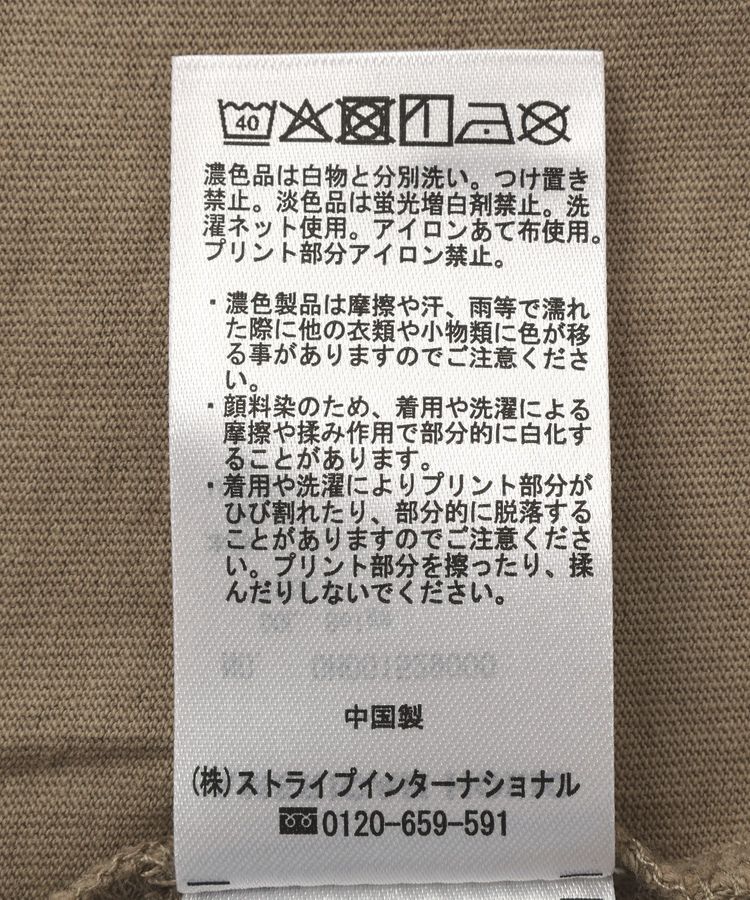 40
濃色品は白物と分別洗い。つけ置き
禁止。淡色品は蛍光増白剤禁止。洗
濯ネット使用。アイロンあて布使用。
プリント部分アイロン禁止。
・濃色製品は摩擦や汗、雨等で濡れ
た際に他の衣類や小物類に色が移
る事がありますのでご注意くださ
い。
・顔料染のため、着用や洗濯による
摩擦や揉み作用で部分的に白化す
ることがあります。
・着用や洗濯によりプリント部分が
ひび割れたり、部分的に脱落する
ことがありますのでご注意くださ
い。プリント部分を擦ったり、揉
んだりしないでください。
中国製
(株)ストライプインターナショナル
0120-659-591